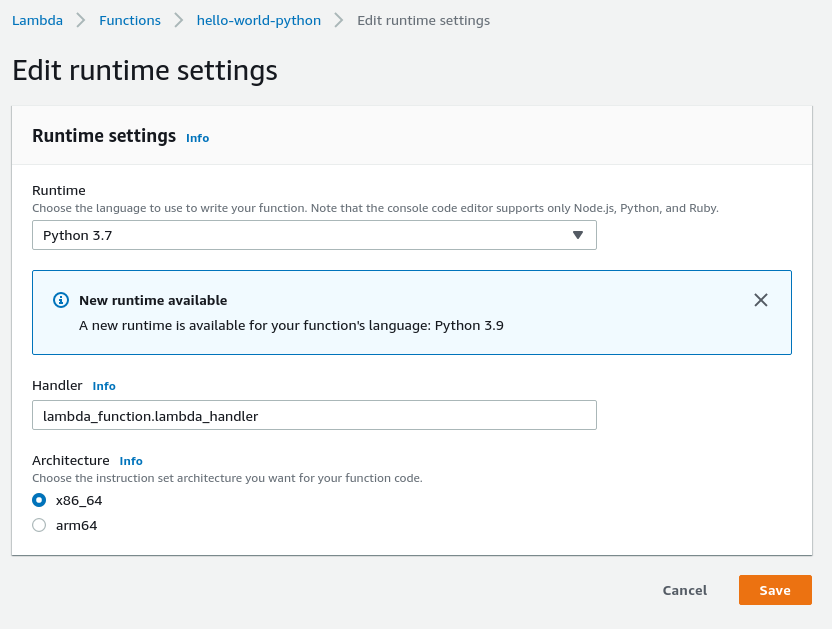 Lambda Functions hello-world-python Edit runtime settings
Edit runtime settings
Runtime settings Info
Runtime
Choose the language to use to write your function. Note that the console code editor supports only Node.js, Python, and Ruby.
Python 3.7
New runtime available
A new runtime is available for your function's language: Python 3.9
Handler Info
lambda_function.lambda_handler
Architecture Info
Choose the instruction set architecture you want for your function code.
x86_64
arm64
Cancel Save